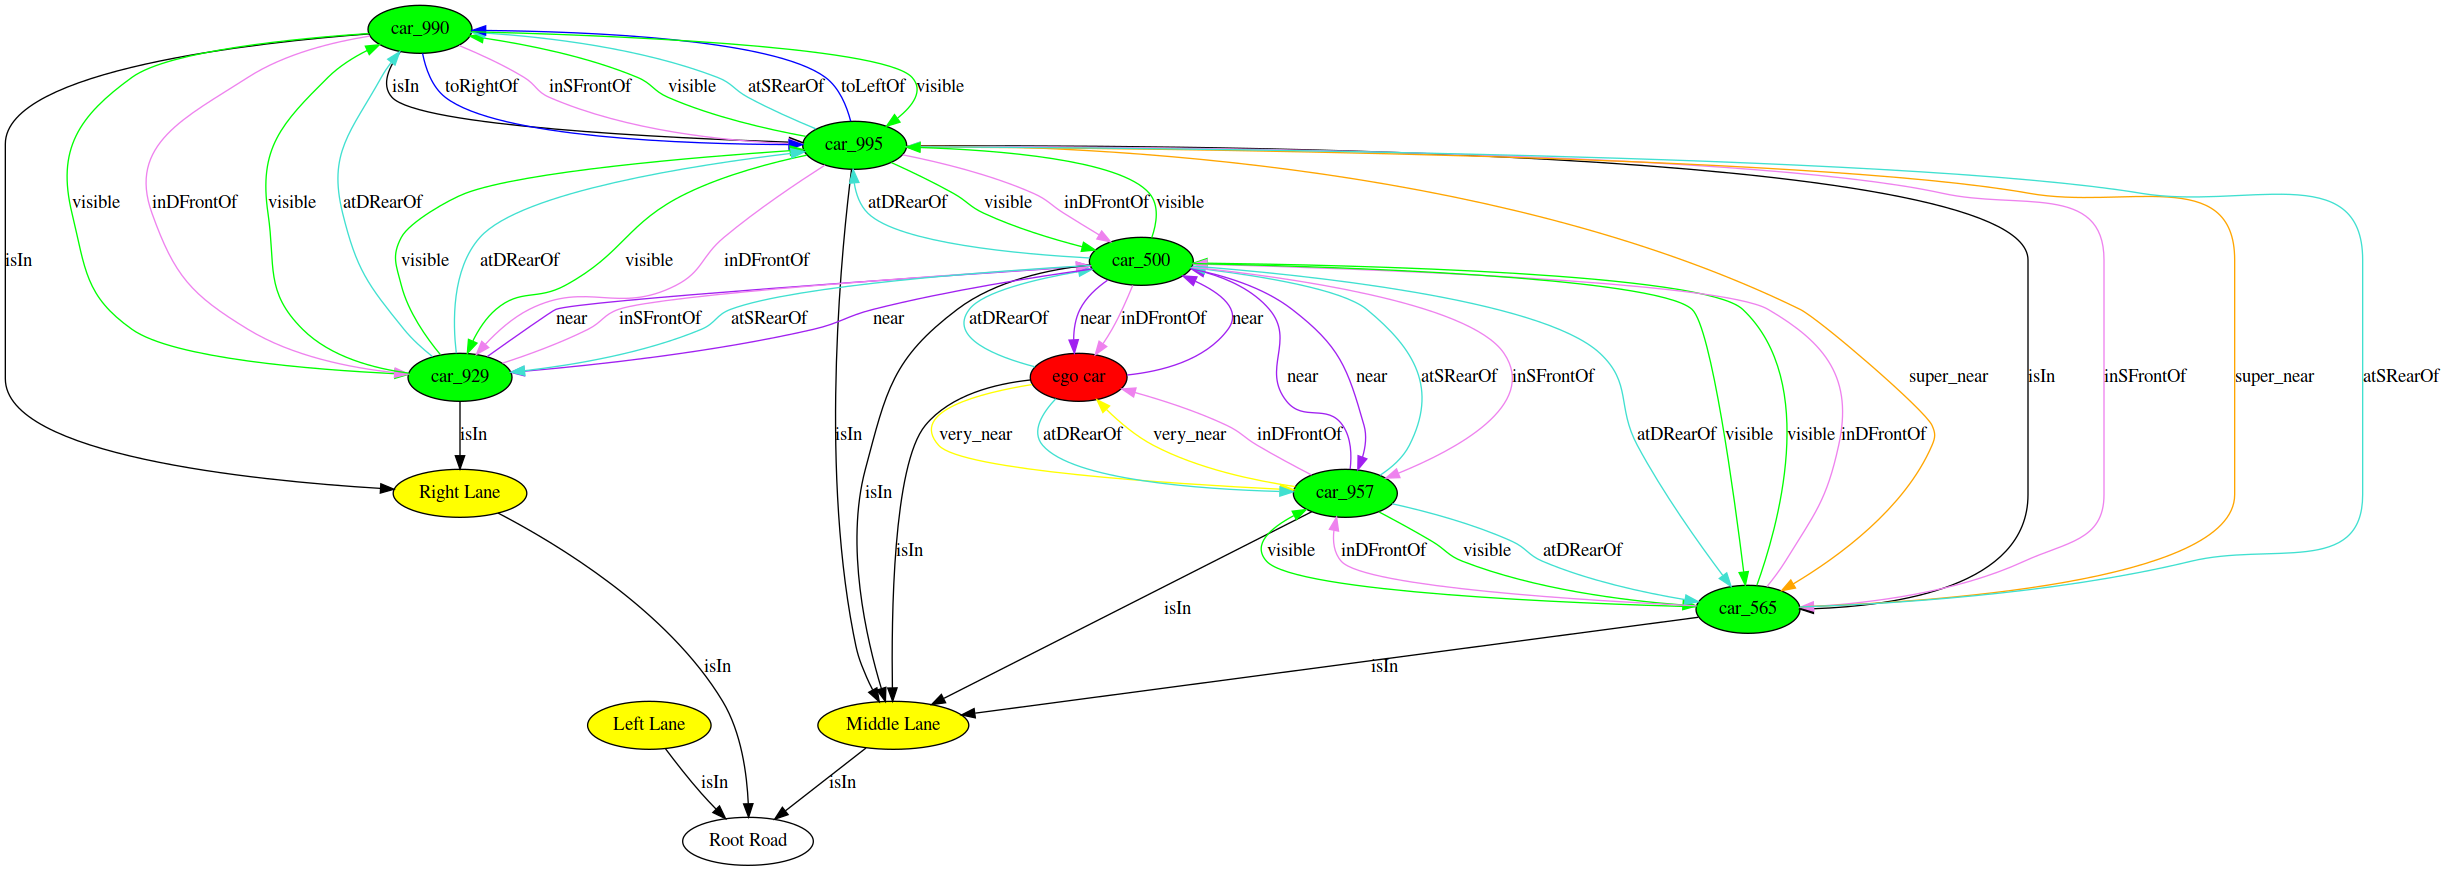 car_990
isIn
toRightOf
inSFrontOf
visible
atSRearOf
toLeftOf
visible
car_995
visible
inDFrontOf
visible
atDRearOf
atDRearOf
visible
inDFrontOf
visible
isIn
visible
atDRearOf
visible
inDFrontOf
car_500
near
inSFrontOf
atSRearOf
near
atDRearOf
near
inDFrontOf
near
car_929
ego car
near
near
atSRearOf
inSFrontOf
super_near
isIn
inSFrontOf
super_near
atSRearOf
isIn
isIn
very_near
atDRearOf
very_near
inDFrontOf
atDRearOf
visible
visible
inDFrontOf
Right Lane
isIn
car_957
isIn
visible
inDFrontOf
visible
atDRearOf
isIn
car_565
isIn
isIn
Left Lane
Middle Lane
isIn
isIn
Root Road